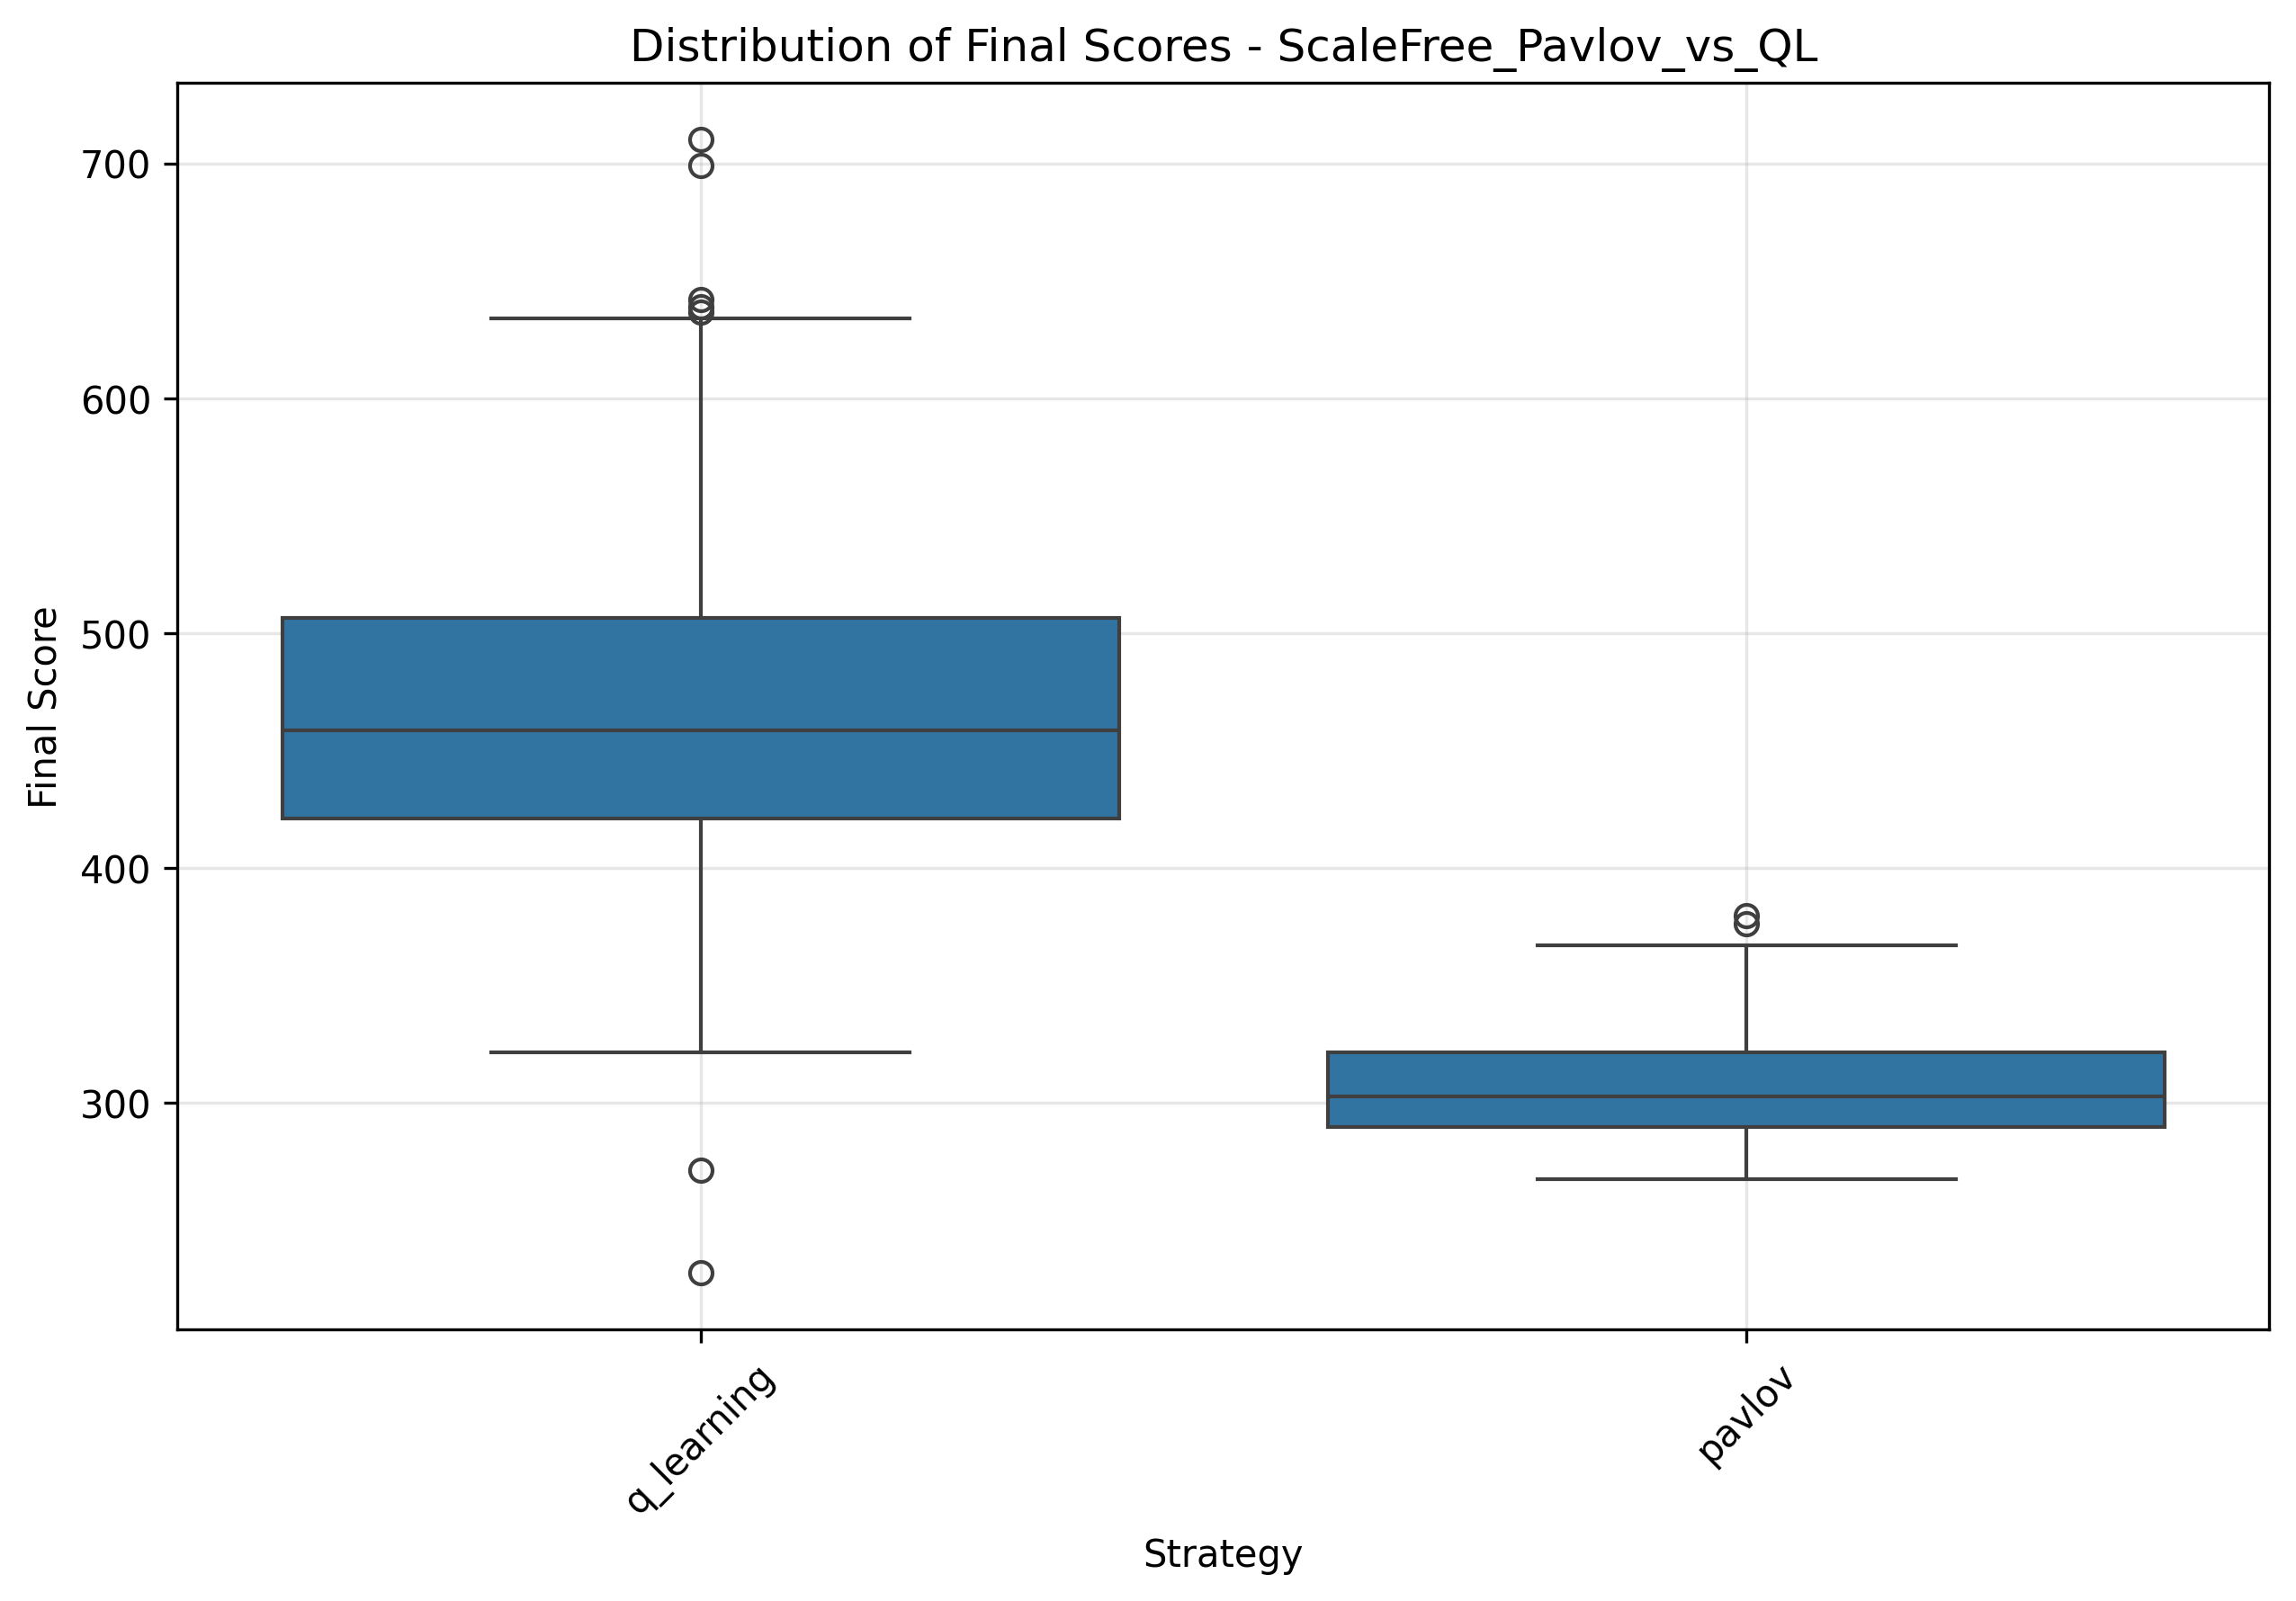 Distribution of Final Scores - ScaleFree_Pavlov_vs_QL
Final Score
700
600
500
400
300
q_learning
pavlov
Strategy